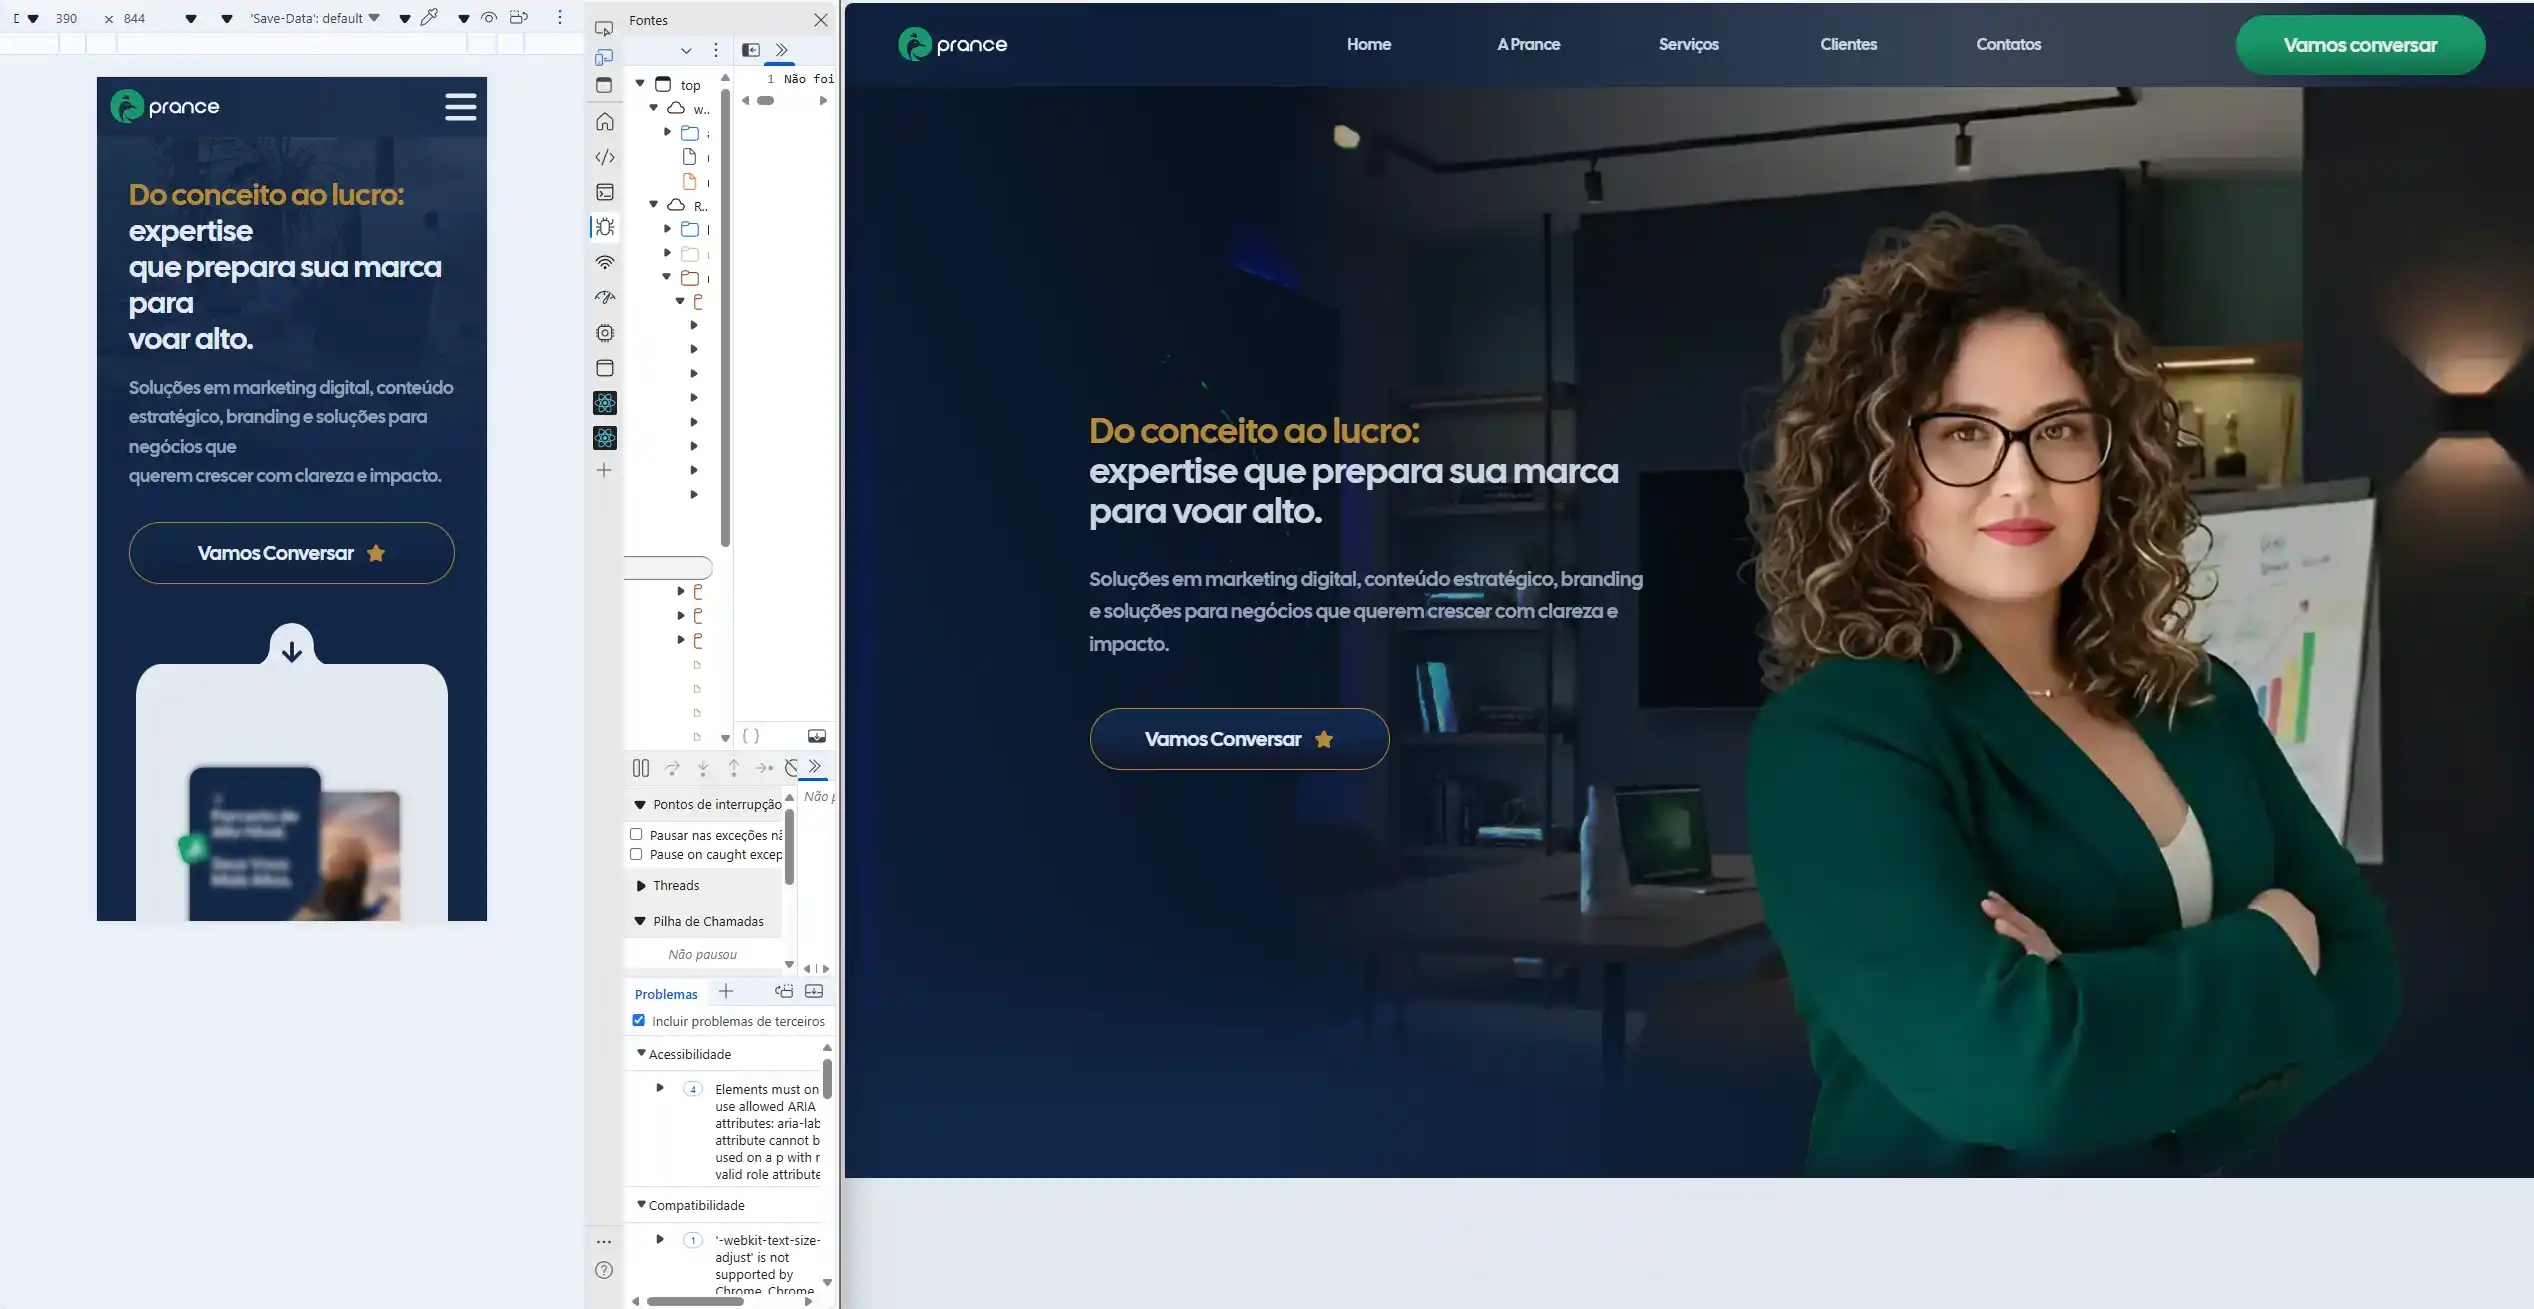 390 × 844 'Save-Data': default
prance
Do conceito ao lucro:
expertise
que prepara sua marca
para
voar alto.
Soluções em marketing digital, conteúdo
estratégico, branding e soluções para
negócios que
querem crescer com clareza e impacto.
Vamos Conversar
Fontes
top
w..
R..
1 Não foi
{ }
Pontos de interrupção
Pausar nas exceções nã
Pause on caught excep
Threads
Pilha de Chamadas
Não pausou
Não p
Problemas
Incluir problemas de terceiros
Acessibilidade
4 Elements must on
use allowed ARIA
attributes: aria-lab
attribute cannot b
used on a p with r
valid role attribute
Compatibilidade
1 '-webkit-text-size-
adjust' is not
supported by
Chrome, Chrome
prance
Home
A Prance
Serviços
Clientes
Contatos
Vamos conversar
Do conceito ao lucro:
expertise que prepara sua marca
para voar alto.
Soluções em marketing digital, conteúdo estratégico, branding
e soluções para negócios que querem crescer com clareza e
impacto.
Vamos Conversar